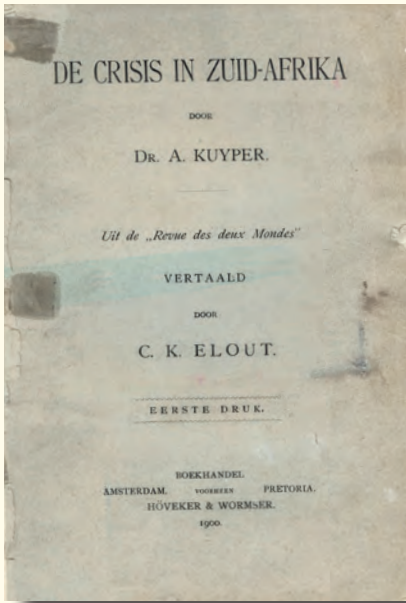 DE CRISIS IN ZUID-AFRIKA
DOOR
DR. A. KUYPER.
Uit de „Revue des deux Mondes"
VERTAALD
DOOR
C. K. ELOUT.
EERSTE DRUK.
BOEKHANDEL
AMSTERDAM. VOORHEEN PRETORIA.
HÖVEKER & WORMSER.
1900.